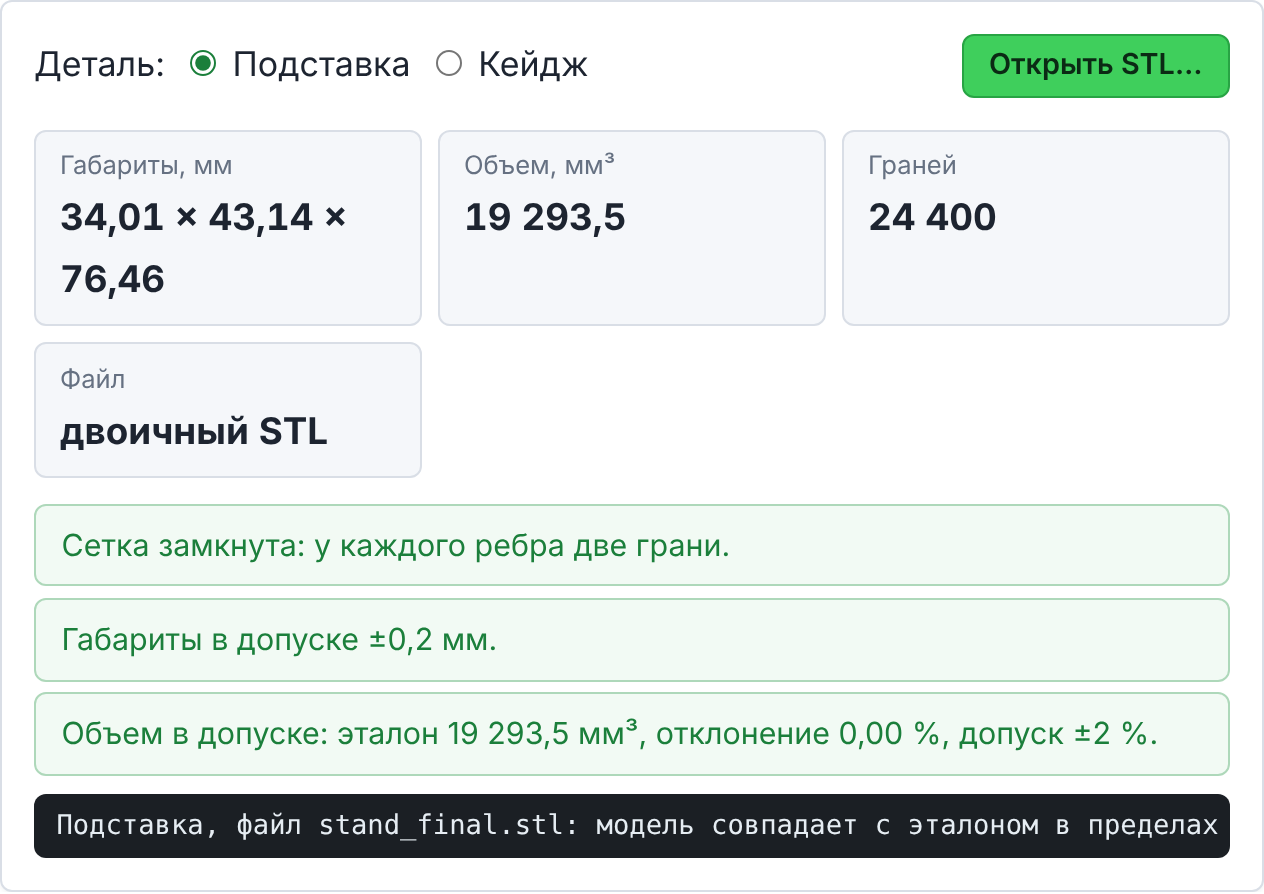 Деталь: Подставка Кейдж Открыть STL...
Габариты, мм
34,01 × 43,14 ×
76,46
Объем, мм³
19 293,5
Граней
24 400
Файл
двоичный STL
Сетка замкнута: у каждого ребра две грани.
Габариты в допуске ±0,2 мм.
Объем в допуске: эталон 19 293,5 мм³, отклонение 0,00 %, допуск ±2 %.
Подставка, файл stand_final.stl: модель совпадает с эталоном в пределах